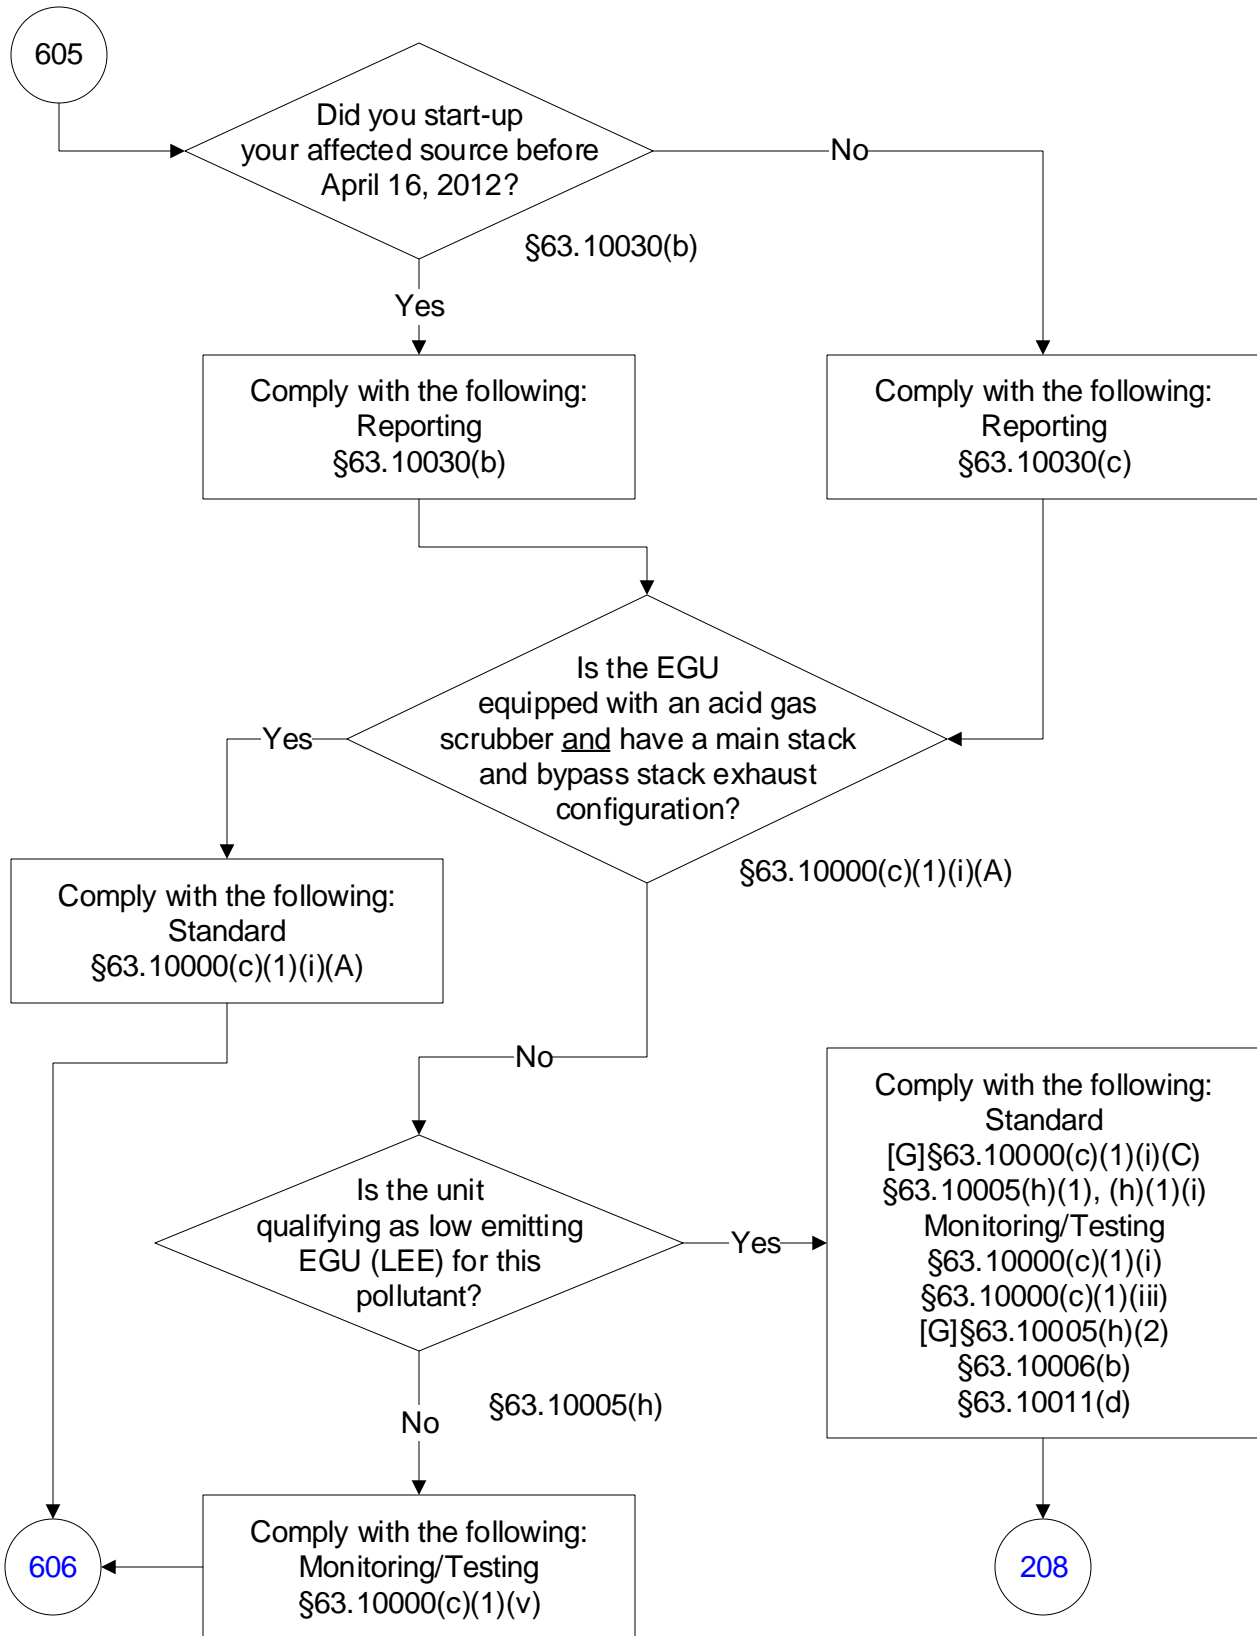 605
Did you start-up
your affected source before
April 16, 2012?
No
§63.10030(b)
Yes
Comply with the following:
Reporting
§63.10030(b)
Comply with the following:
Reporting
§63.10030(c)
Is the EGU
equipped with an acid gas
scrubber and have a main stack
and bypass stack exhaust
configuration?
Yes
§63.10000(c)(1)(i)(A)
Comply with the following:
Standard
§63.10000(c)(1)(i)(A)
No
Is the unit
qualifying as low emitting
EGU (LEE) for this
pollutant?
Yes
Comply with the following:
Standard
[G]§63.10000(c)(1)(i)(C)
§63.10005(h)(1), (h)(1)(i)
Monitoring/Testing
§63.10000(c)(1)(i)
§63.10000(c)(1)(iii)
[G]§63.10005(h)(2)
§63.10006(b)
§63.10011(d)
§63.10005(h)
No
Comply with the following:
Monitoring/Testing
§63.10000(c)(1)(v)
606
208